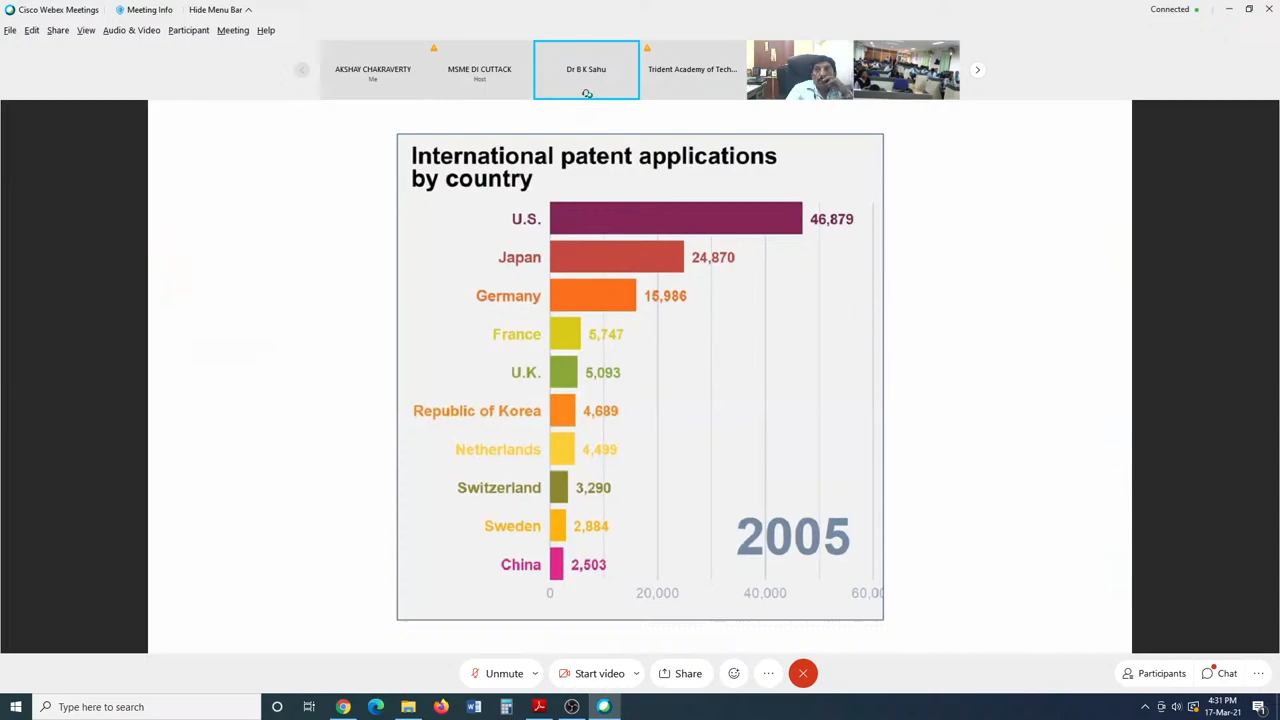 Cisco Webex Meetings
Meeting Info
Hide Menu Bar
Connected
File Edit Share View Audio & Video Participant Meeting Help
AKSHAY CHAKRAVERTY
Me
MSME DI CUTTACK
Host
Dr B K Sahu
Trident Academy of Tech...
International patent applications
by country
U.S. 46,879
Japan 24,870
Germany 15,986
France 5,747
U.K. 5,093
Republic of Korea 4,689
Netherlands 4,499
Switzerland 3,290
Sweden 2,884
China 2,503
2005
0 20,000 40,000 60,00
Unmute
Start video
Share
Participants
Chat
Type here to search
4:31 PM
17-Mar-21